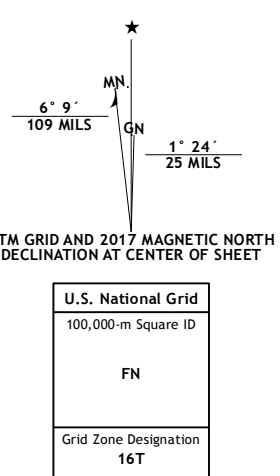 ★
MN.
GN
6° 9´
109 MILS
1° 24´
25 MILS
TM GRID AND 2017 MAGNETIC NORTH
DECLINATION AT CENTER OF SHEET
U.S. National Grid
100,000-m Square ID
FN
Grid Zone Designation
16T